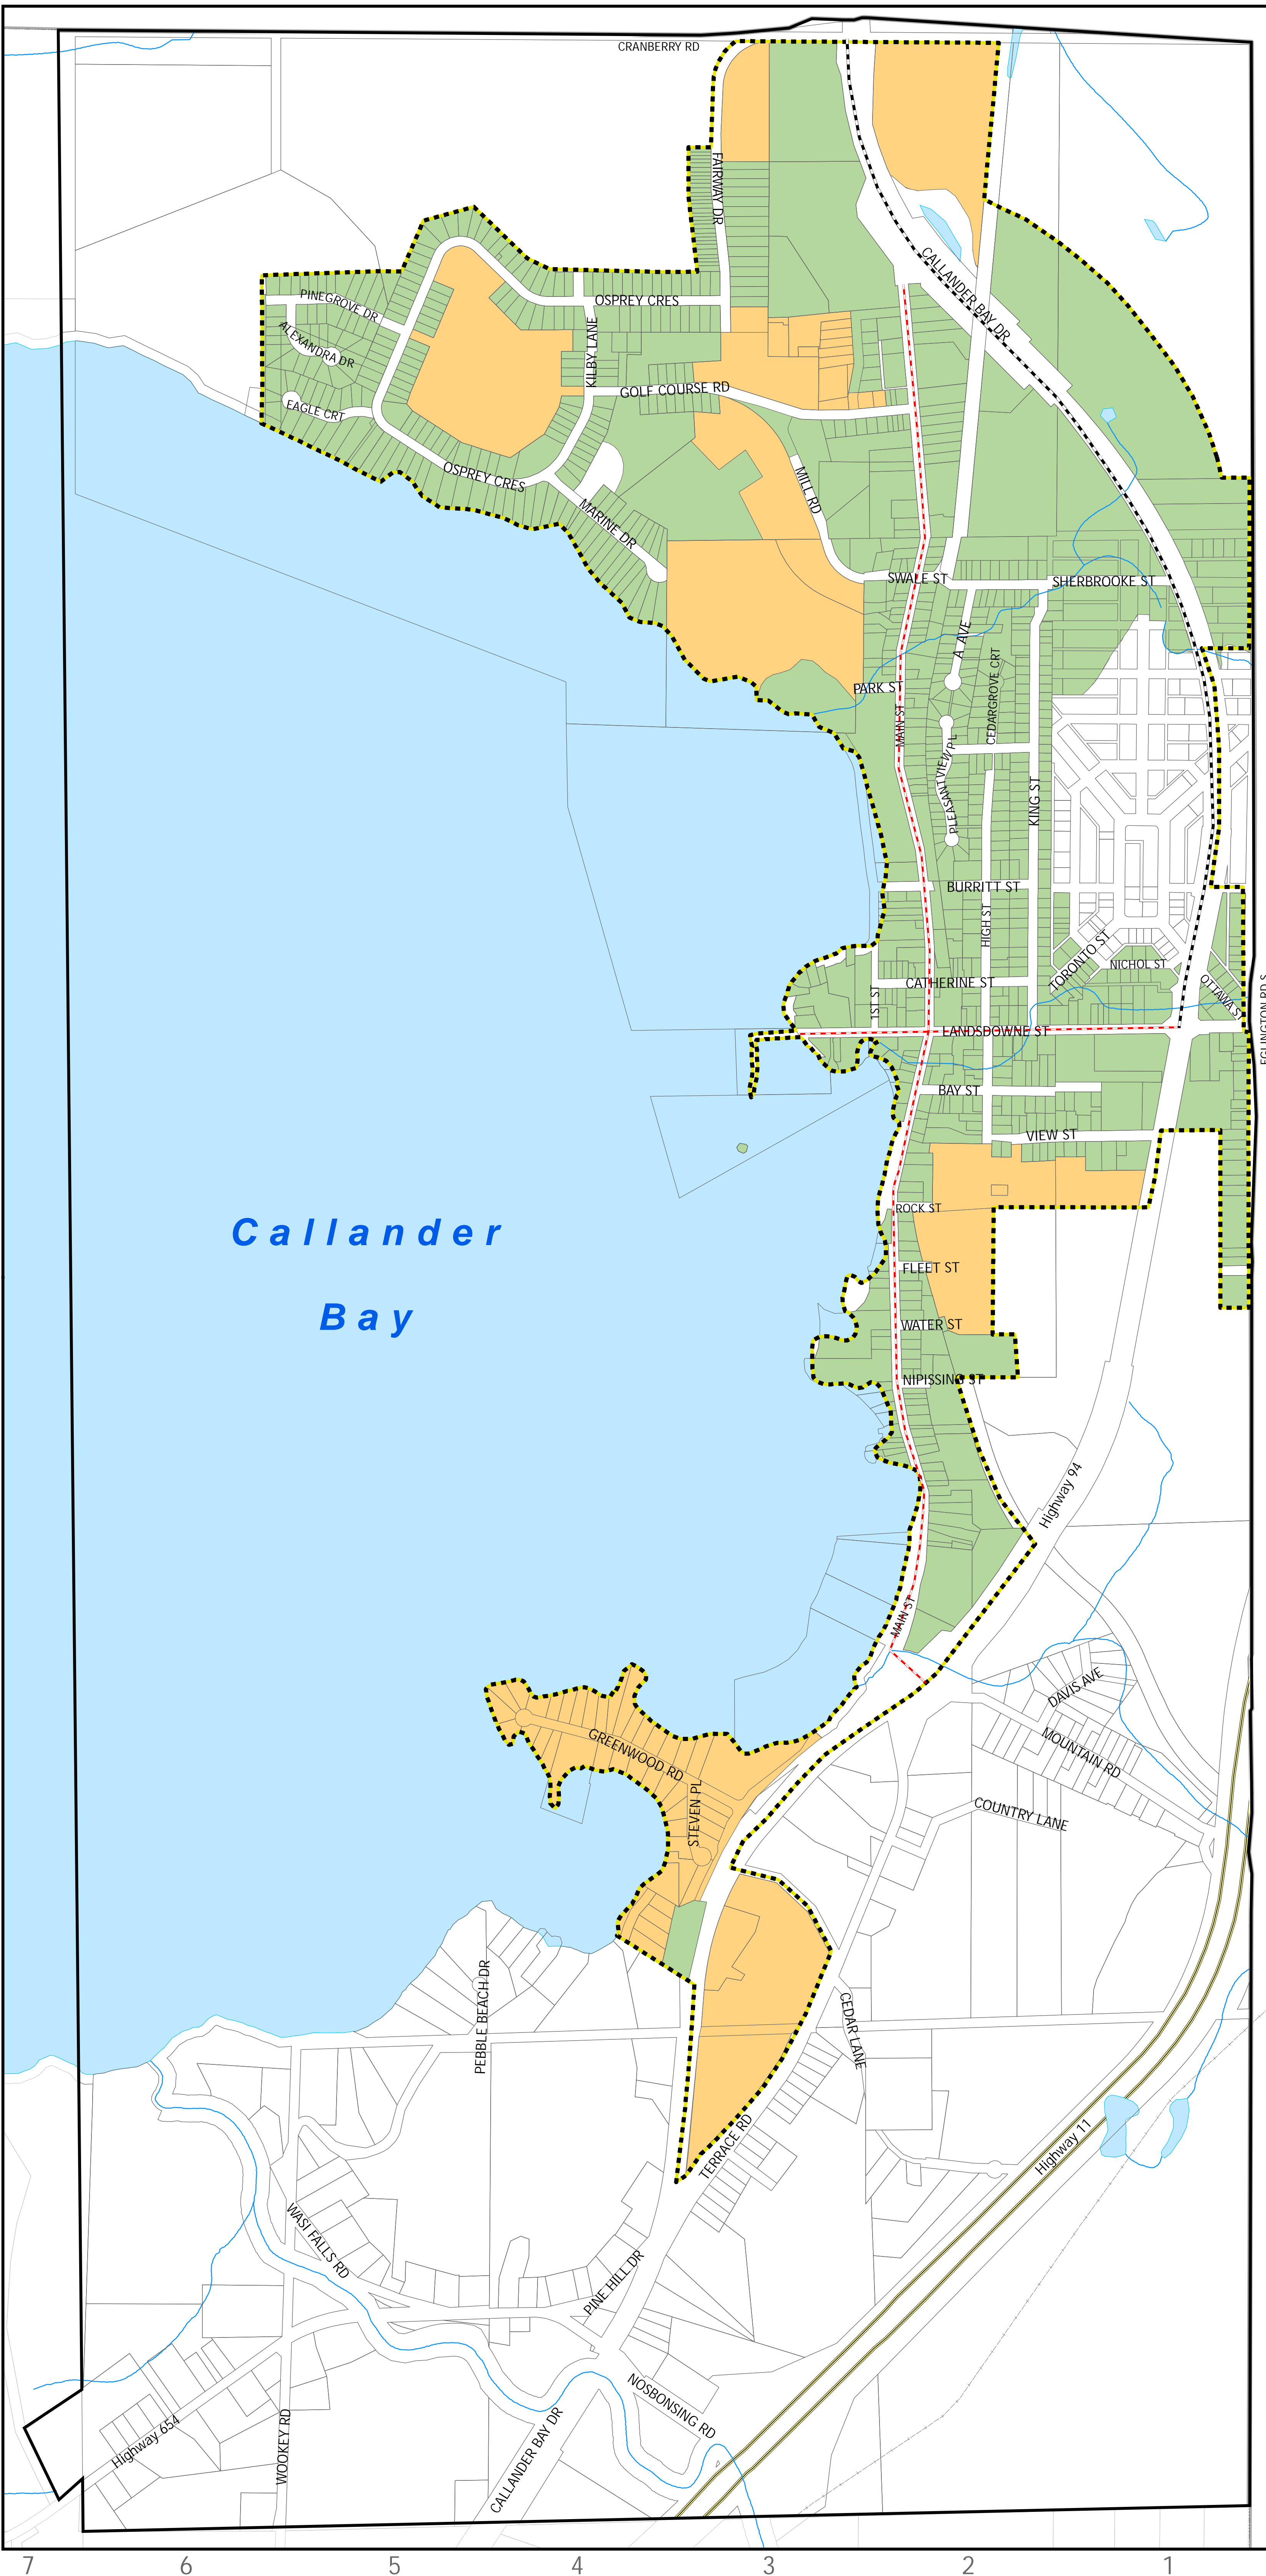 CRANBERRY RD
FAIRWAY DR
CALLANDER BAY DR
PINEGROVE DR
OSPREY CRES
ALEXANDRA DR
KILBY LANE
GOLF COURSE RD
EAGLE CRT
OSPREY CRES
MILL RD
MARINE DR
SWALE ST
SHERBROOKE ST
A AVE
CEDARGROVE CRT
PARK ST
MAIN ST
PLEASANTVIEW PL
KING ST
BURRITT ST
HIGH ST
TORONTO ST
NICHOL ST
CATHERINE ST
OTTAWA ST
1ST ST
EGLINGTON RD S
LANDSDOWNE ST
BAY ST
VIEW ST
Callander
Bay
ROCK ST
FLEET ST
WATER ST
NIPISSING ST
Highway 94
MAIN ST
DAVIS AVE
GREENWOOD RD
MOUNTAIN RD
STEVEN PL
COUNTRY LANE
PEBBLE BEACH DR
CEDAR LANE
TERRACE RD
Highway 11
WASI FALLS RD
PINE HILL DR
NOSBONSING RD
Highway 654
WOOKEY RD
CALLANDER BAY DR
7 6 5 4 3 2 1